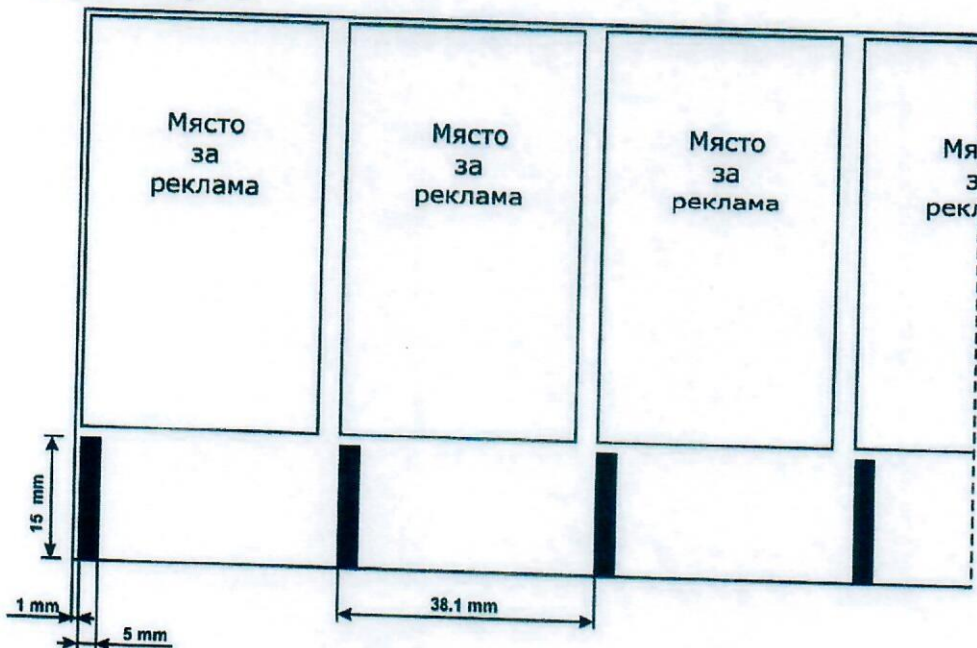 Място
за
реклама
Място
за
реклама
Място
за
реклама
15 mm
1 mm
5 mm
38.1 mm